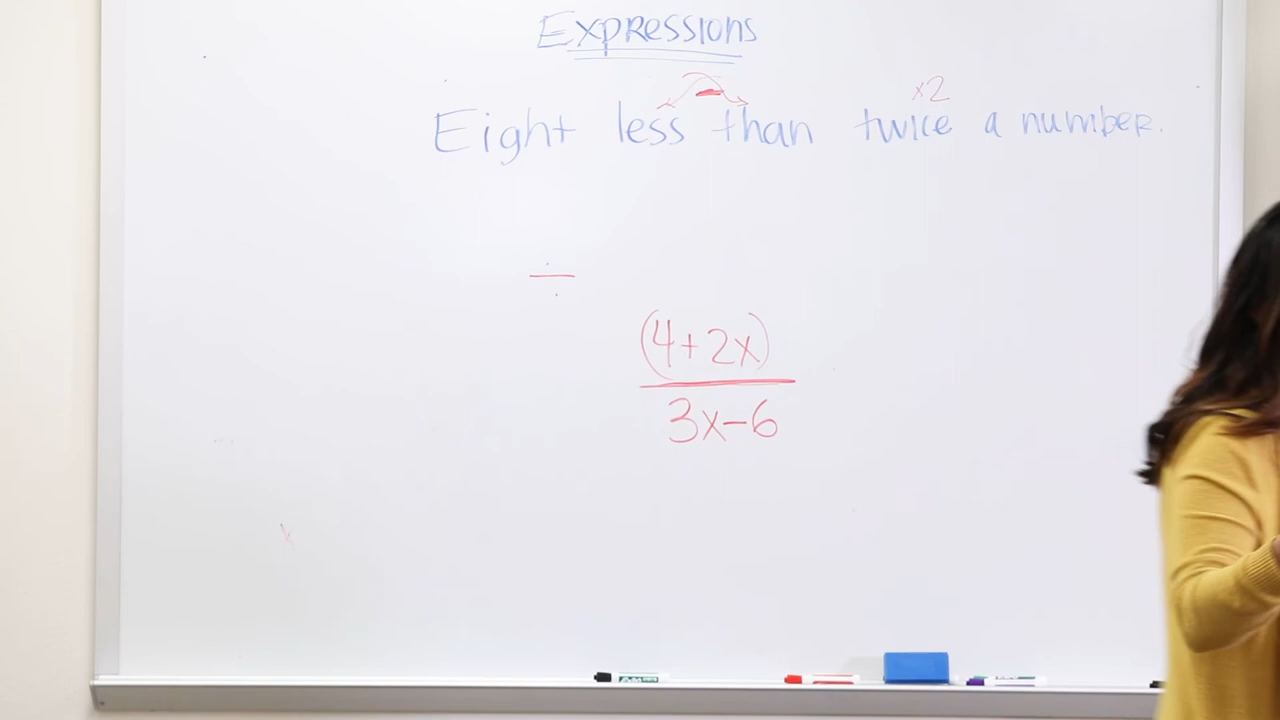 Expressions
×2
Eight less than twice a number.
÷
(4+2x)
3x-6